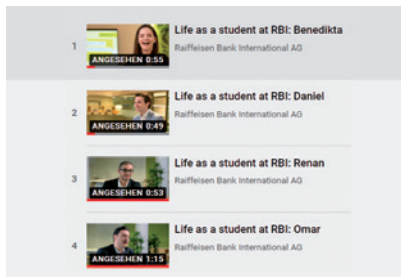 1
Life as a student at RBI: Benedikta
Raiffeisen Bank International AG
ANGESEHEN 0:55
2
Life as a student at RBI: Daniel
Raiffeisen Bank International AG
ANGESEHEN 0:49
3
Life as a student at RBI: Renan
Raiffeisen Bank International AG
ANGESEHEN 0:53
4
Life as a student at RBI: Omar
Raiffeisen Bank International AG
ANGESEHEN 1:15